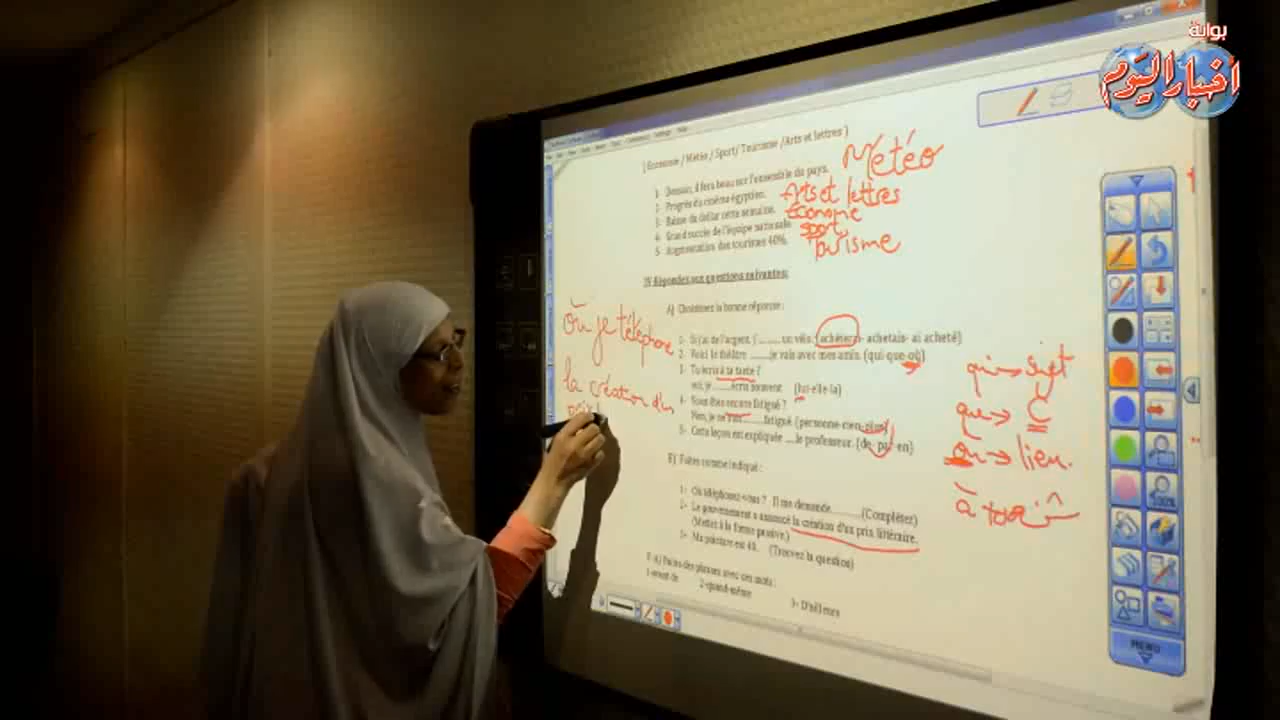 بوابة
اخبار اليوم
( Economie / Météo / Sport/ Tourisme /Arts et lettres )
1- Demain, il fera beau sur l'ensemble du pays. Météo
2- Progrès du cinéma égyptien. Arts et lettres
3- Baisse du dollar cette semaine. économie
4- Grand succès de l'équipe nationale. sport
5- Augmentation des touristes 40%.
IV répondez aux questions suivantes:
A) Choisissez la bonne réponse :
1- Si j'ai de l'argent, j'........ un vélo. ( achèterai- achetais- ai acheté)
2- Voici le théâtre .......je vais avec mes amis. (qui que- où)
3- Tu écris à ta tante ?
oui, je ......écris souvent (lui-elle-la)
4- Vous êtes encore fatigué ?
Non, je ne suis.........fatigué (personne-rien-plus)
5- Cette leçon est expliquée ....le professeur. (de- par- en)
où je téléphone
la création d'un
qui → sujet
que →
où → lieu.
à
B) Faites comme indiqué :
1- Où téléphonez-vous ? Il me demande..........(Complétez)
2- Le gouvernement a annoncé la création d'un prix littéraire.
(Mettez à la forme passive.)
3- Ma pointure est 40. (Trouvez la question)
V-A) Faites des phrases avec ces mots :
1-avant de 2-quand-même 3-
100%
MENU